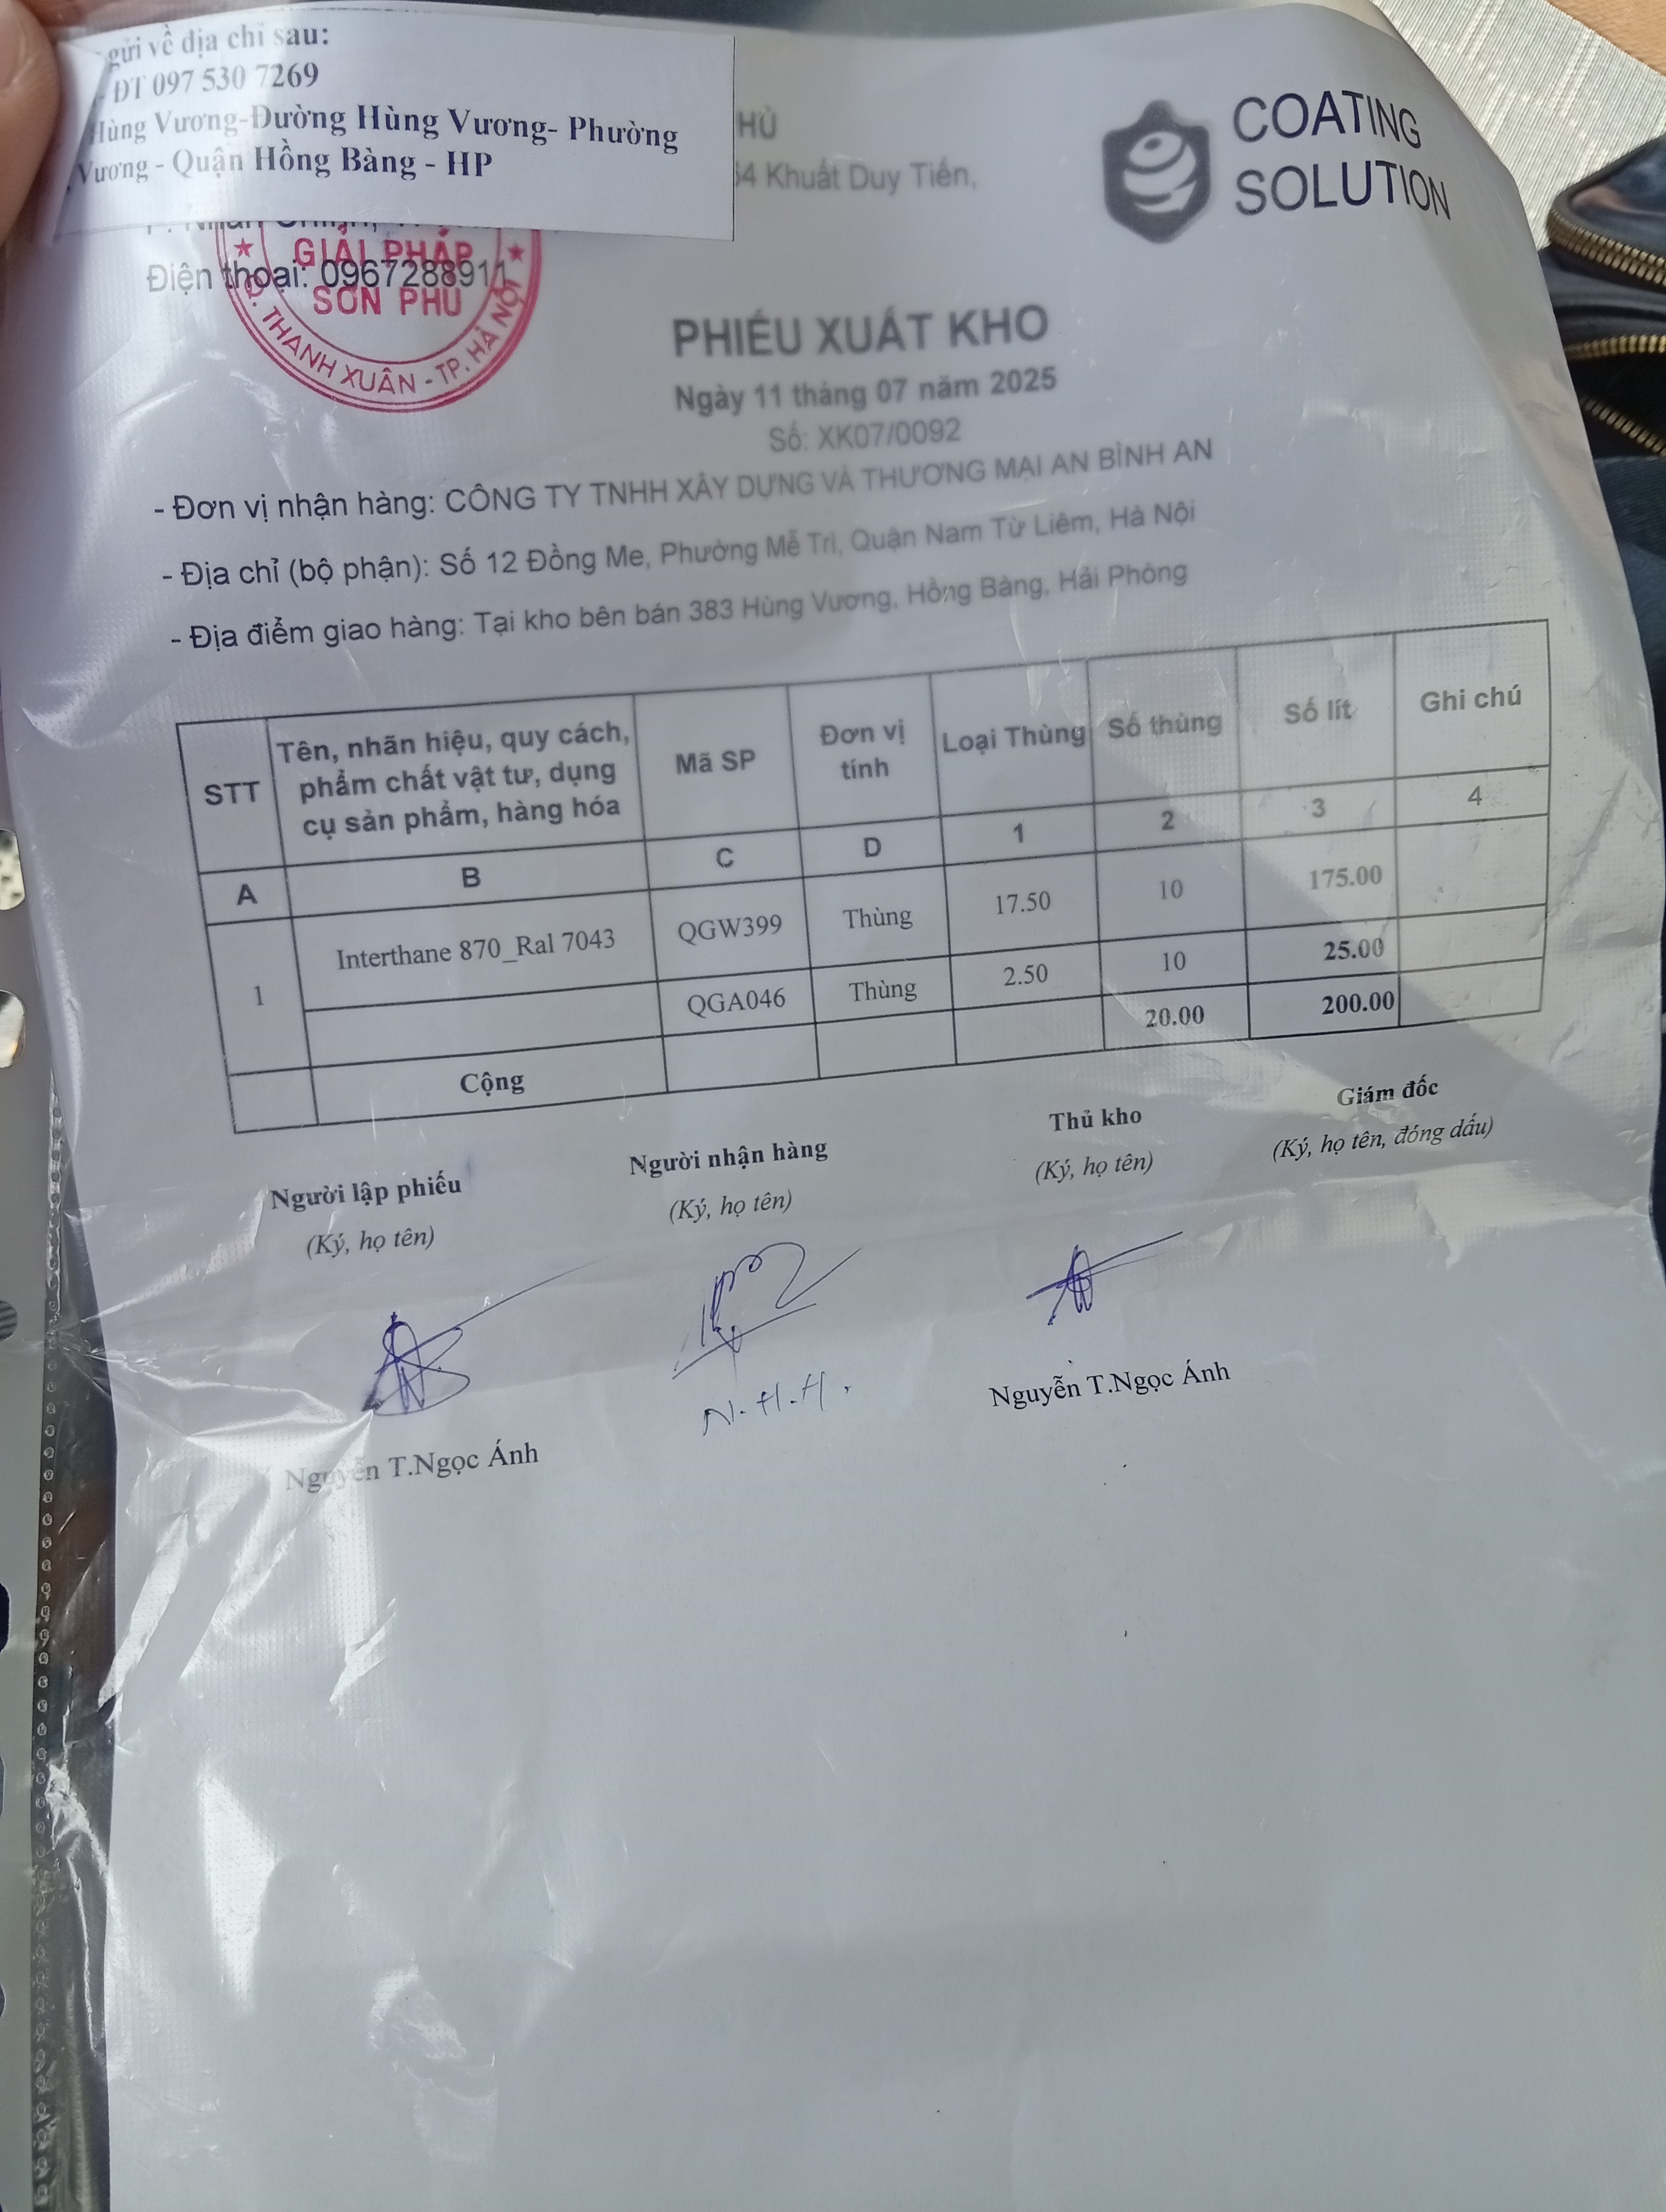 gửi về địa chỉ sau:
ĐT 097 530 7269
Hùng Vương-Đường Hùng Vương- Phường
Vương - Quận Hồng Bàng - HP
HỦ
64 Khuất Duy Tiến,
COATING
SOLUTION
Điện thoại: 0967288911
GIẢI PHÁP
SƠN PHỦ
Q. THANH XUÂN - TP. HÀ NỘI
PHIẾU XUẤT KHO
Ngày 11 tháng 07 năm 2025
Số: XK07/0092
- Đơn vị nhận hàng: CÔNG TY TNHH XÂY DỰNG VÀ THƯƠNG MẠI AN BÌNH AN
- Địa chỉ (bộ phận): Số 12 Đồng Me, Phường Mễ Trì, Quận Nam Từ Liêm, Hà Nội
- Địa điểm giao hàng: Tại kho bên bán 383 Hùng Vương, Hồng Bàng, Hải Phòng
STT Tên, nhãn hiệu, quy cách, phẩm chất vật tư, dụng cụ sản phẩm, hàng hóa Mã SP Đơn vị tính Loại Thùng Số thùng Số lít Ghi chú
A B C D 1 2 3 4
1 Interthane 870_Ral 7043 QGW399 Thùng 17.50 10 175.00
QGA046 Thùng 2.50 10 25.00
Cộng 20.00 200.00
Người lập phiếu Người nhận hàng Thủ kho Giám đốc
(Ký, họ tên) (Ký, họ tên) (Ký, họ tên) (Ký, họ tên, đóng dấu)
N.H.H.
Nguyễn T.Ngọc Ánh Nguyễn T.Ngọc Ánh